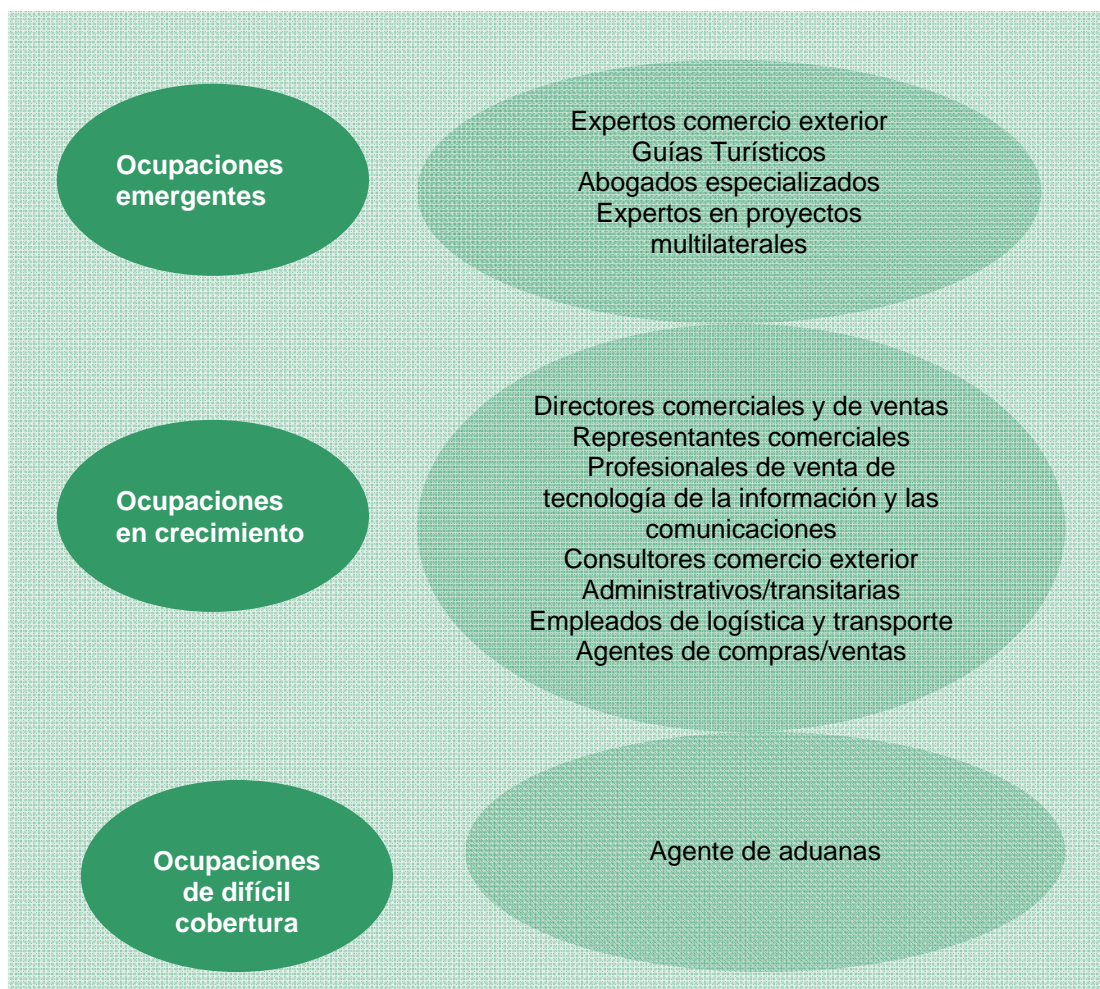 Ocupaciones
emergentes
Expertos comercio exterior
Guías Turísticos
Abogados especializados
Expertos en proyectos
multilaterales
Ocupaciones
en crecimiento
Directores comerciales y de ventas
Representantes comerciales
Profesionales de venta de
tecnología de la información y las
comunicaciones
Consultores comercio exterior
Administrativos/transitarias
Empleados de logística y transporte
Agentes de compras/ventas
Ocupaciones
de difícil
cobertura
Agente de aduanas